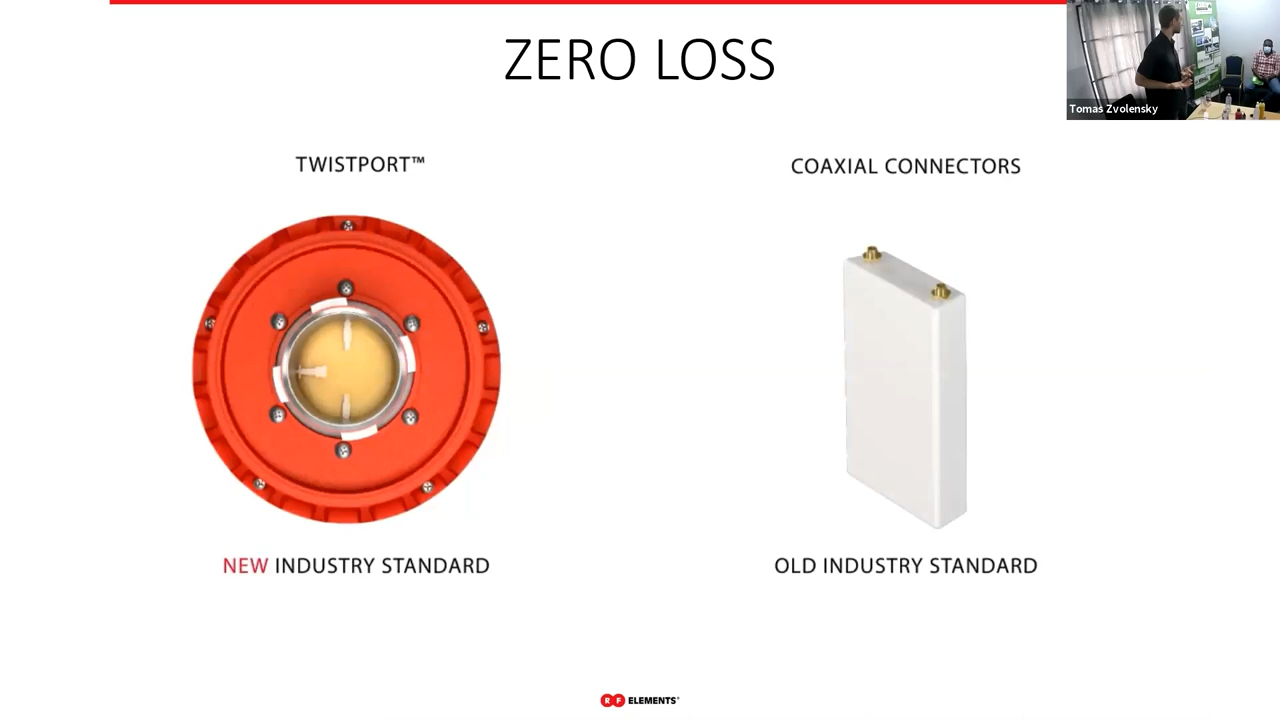 ZERO LOSS
Tomas Zvolensky
TWISTPORT™
COAXIAL CONNECTORS
NEW INDUSTRY STANDARD
OLD INDUSTRY STANDARD
RF ELEMENTS®